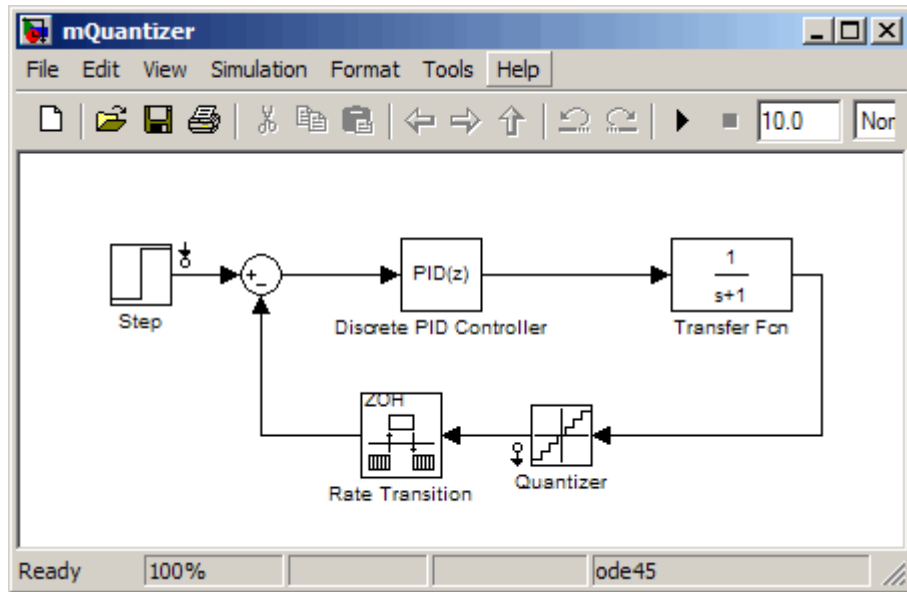 mQuantizer
File Edit View Simulation Format Tools Help
10.0 Nor
Step
+
−
PID(z)
Discrete PID Controller
1
s+1
Transfer Fcn
ZOH
Rate Transition
Quantizer
Ready 100% ode45